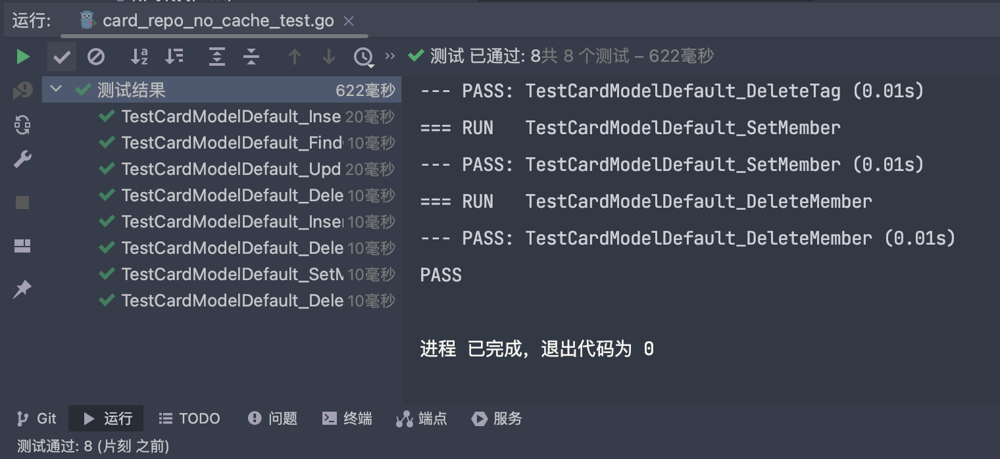 运行: card_repo_no_cache_test.go
测试 已通过: 8共 8 个测试 – 622毫秒
测试结果 622毫秒
TestCardModelDefault_Inse 20毫秒
TestCardModelDefault_Find 10毫秒
TestCardModelDefault_Upd 20毫秒
TestCardModelDefault_Dele 10毫秒
TestCardModelDefault_Inser 10毫秒
TestCardModelDefault_Dele 10毫秒
TestCardModelDefault_SetM 10毫秒
TestCardModelDefault_Dele 10毫秒
--- PASS: TestCardModelDefault_DeleteTag (0.01s)
=== RUN TestCardModelDefault_SetMember
--- PASS: TestCardModelDefault_SetMember (0.01s)
=== RUN TestCardModelDefault_DeleteMember
--- PASS: TestCardModelDefault_DeleteMember (0.01s)
PASS
进程 已完成，退出代码为 0
Git 运行 TODO 问题 终端 端点 服务
测试通过: 8 (片刻 之前)